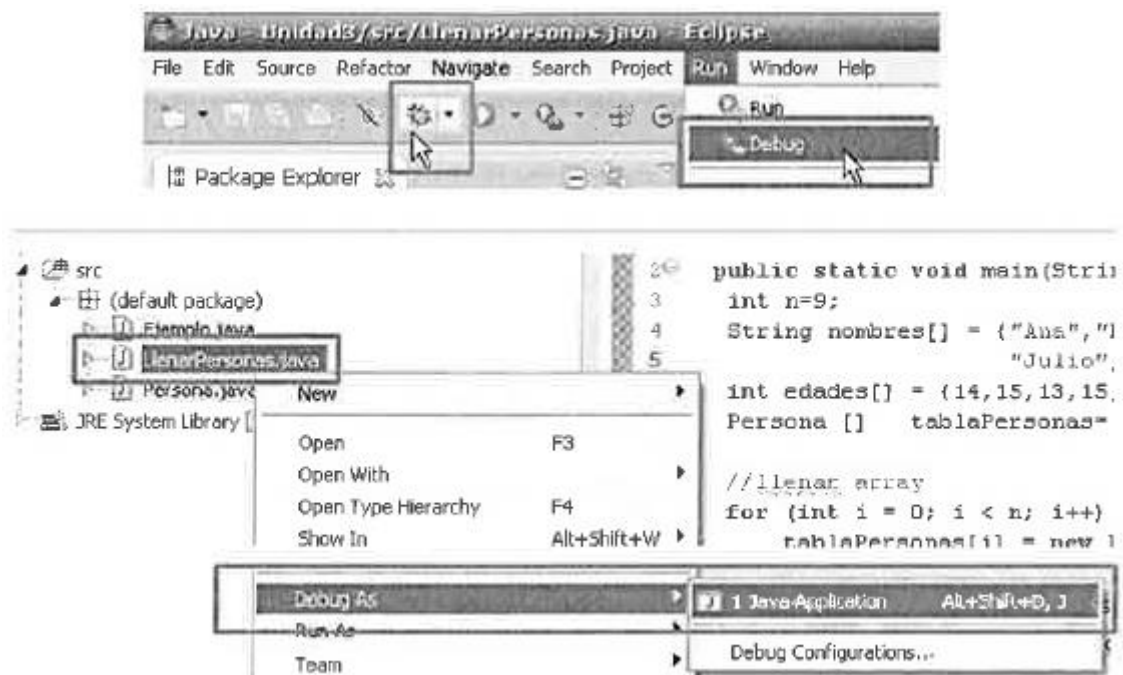 Java - Unidad3/src/LlenarPersonas.java - Eclipse
File Edit Source Refactor Navigate Search Project Run Window Help
Run
Debug
Package Explorer
src
(default package)
Ejemplo.java
LlenarPersonas.java
Persona.java
JRE System Library [
New
Open F3
Open With
Open Type Hierarchy F4
Show In Alt+Shift+W
Debug As
Run As
Team
1 Java Application Alt+Shift+D, J
Debug Configurations...
2 public static void main(Stri
3 int n=9;
4 String nombres[] = {"Ana","
5 "Julio",
int edades[] = {14,15,13,15,
Persona [] tablaPersonas=
//llenar array
for (int i = 0; i < n; i++)
tablaPersonas[i] = new